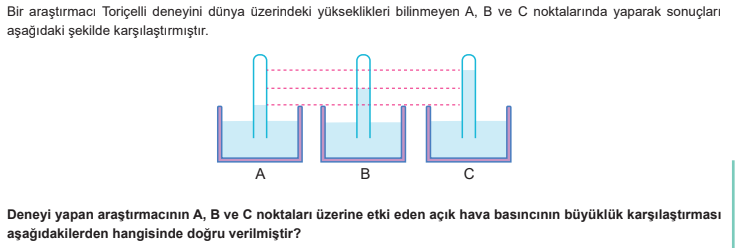 Bir araştırmacı Toriçelli deneyini dünya üzerindeki yükseklikleri bilinmeyen A, B ve C noktalarında yaparak sonuçları
aşağıdaki şekilde karşılaştırmıştır.
A B C
Deneyi yapan araştırmacının A, B ve C noktaları üzerine etki eden açık hava basıncının büyüklük karşılaştırması
aşağıdakilerden hangisinde doğru verilmiştir?